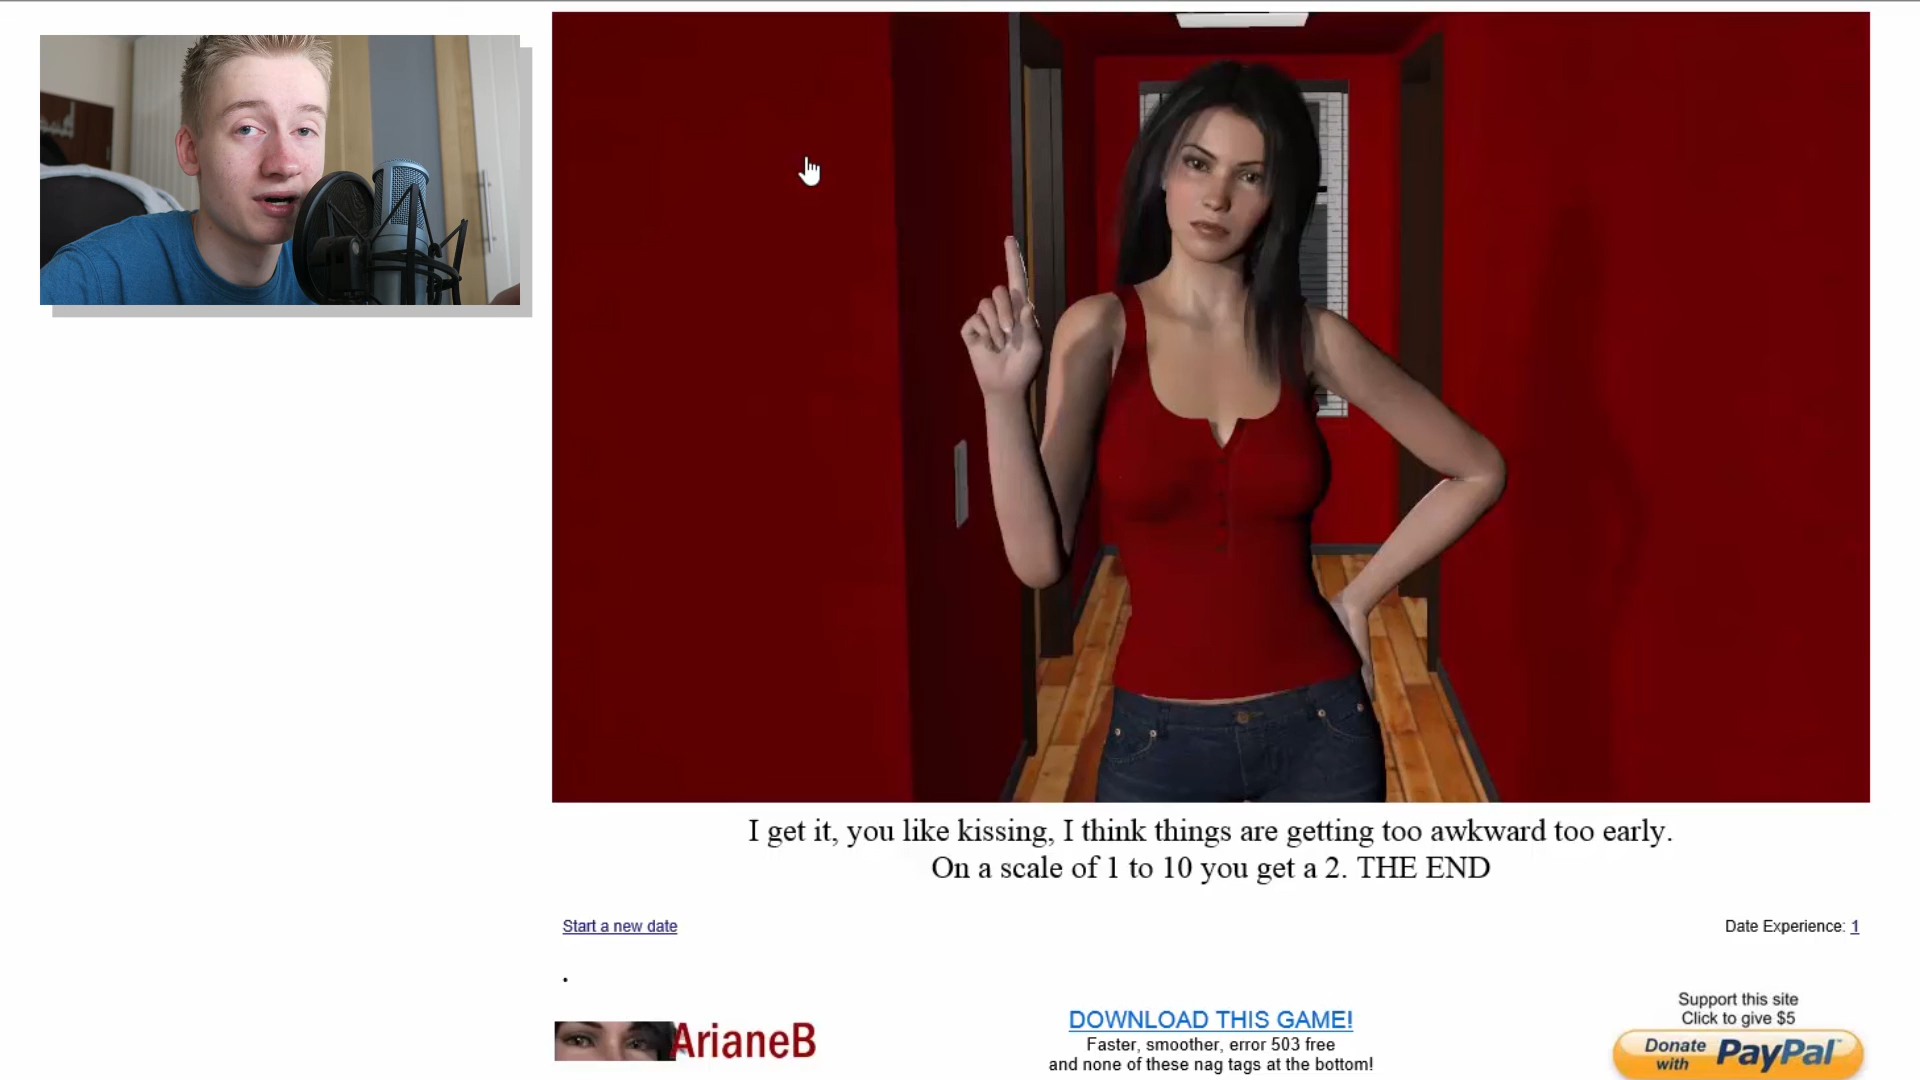 I get it, you like kissing, I think things are getting too awkward too early.
On a scale of 1 to 10 you get a 2. THE END
Start a new date
Date Experience: 1
.
ArianeB
DOWNLOAD THIS GAME!
Faster, smoother, error 503 free
and none of these nag tags at the bottom!
Support this site
Click to give $5
Donate with PayPal